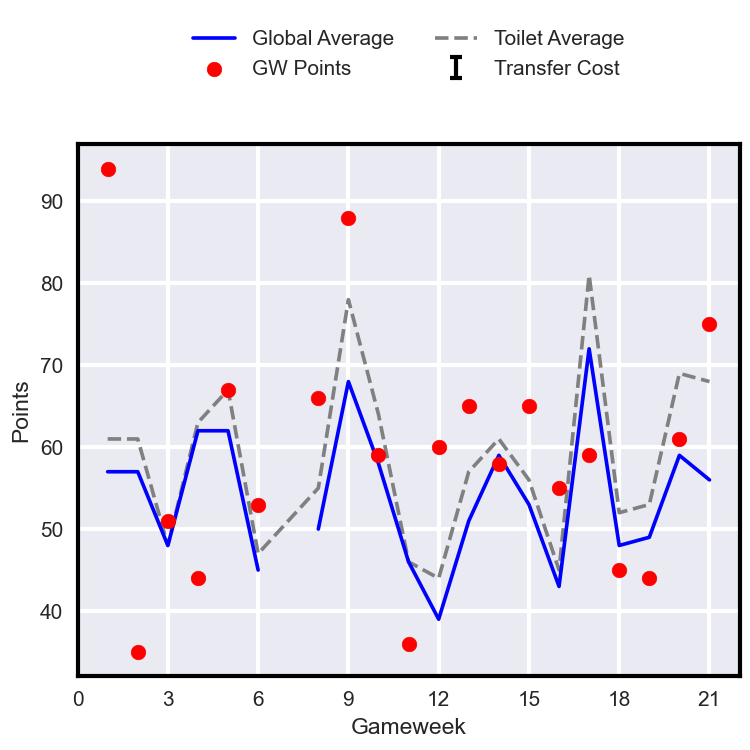 Global Average
Toilet Average
GW Points
Transfer Cost
90
80
70
60
50
40
Points
0 3 6 9 12 15 18 21
Gameweek